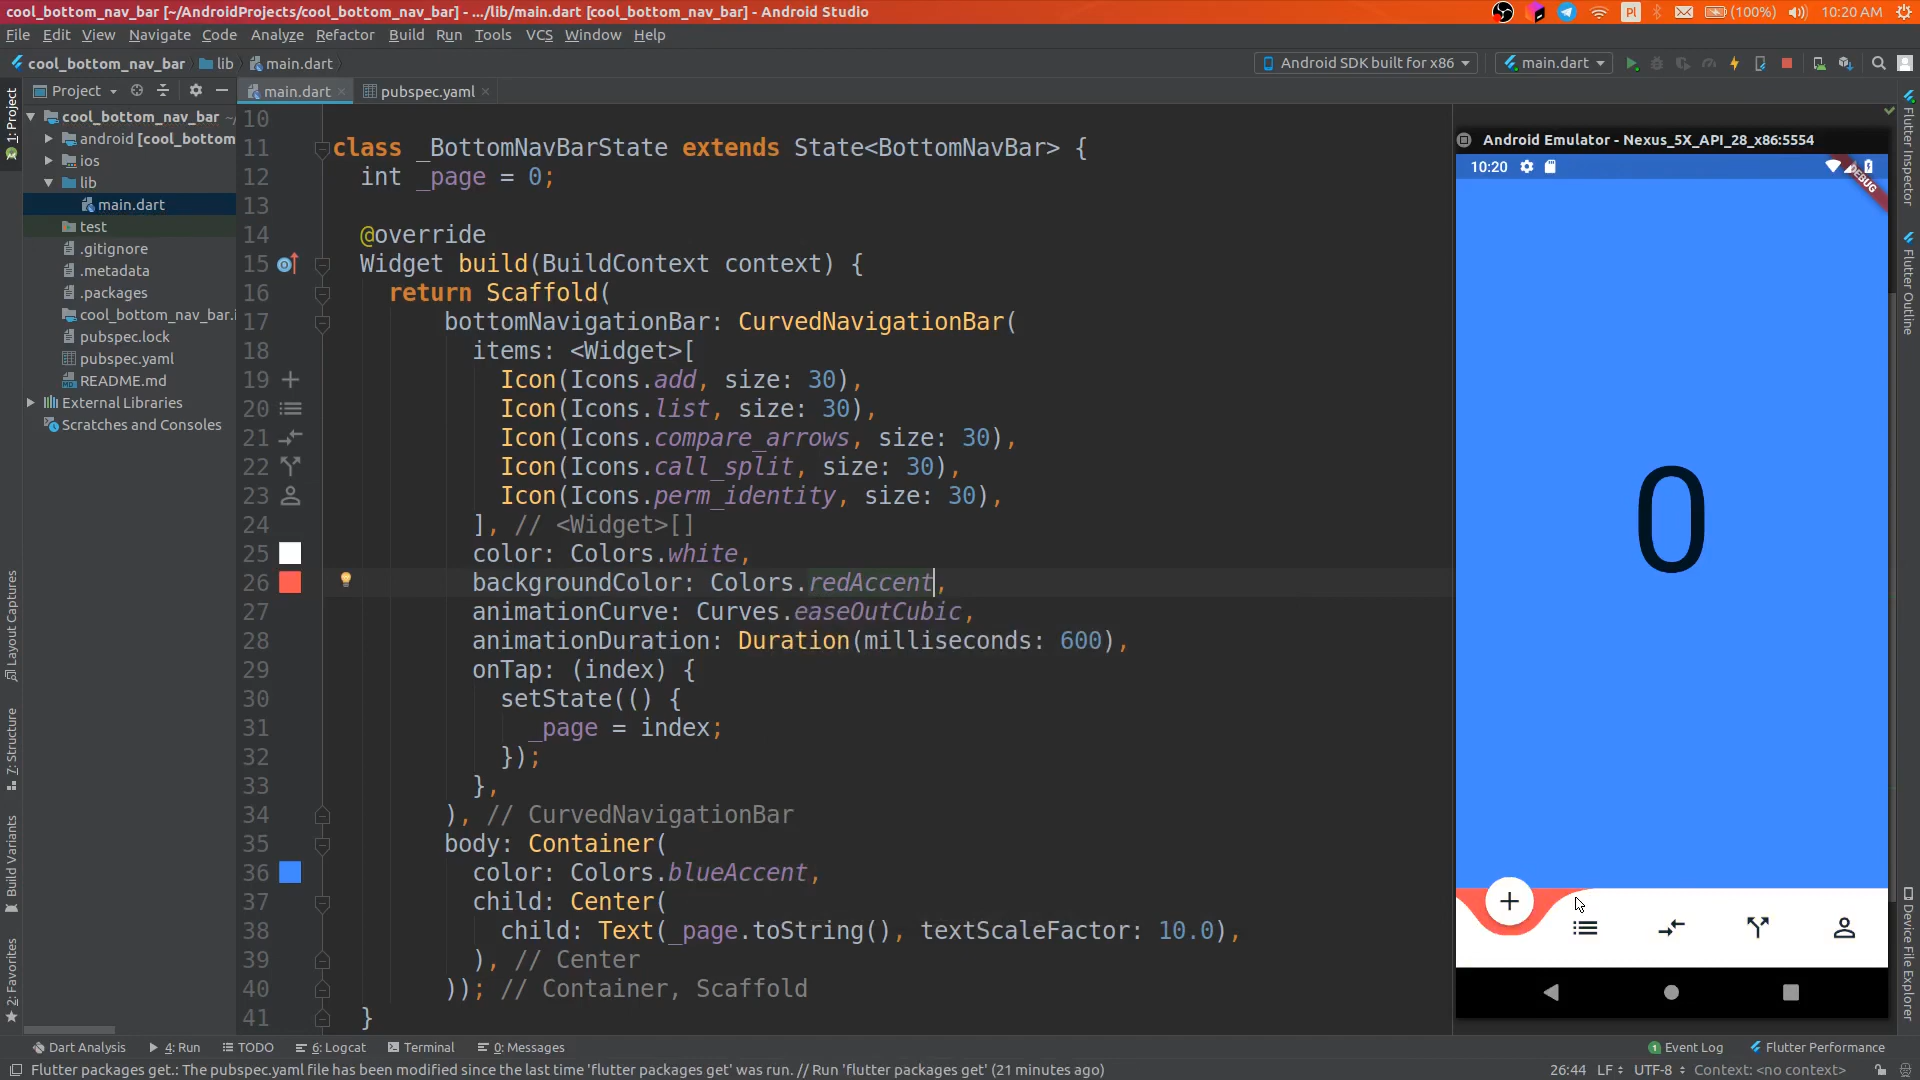 cool_bottom_nav_bar [~/AndroidProjects/cool_bottom_nav_bar] - .../lib/main.dart [cool_bottom_nav_bar] - Android Studio
Pl
(100%)
10:20 AM
File Edit View Navigate Code Analyze Refactor Build Run Tools VCS Window Help
cool_bottom_nav_bar lib main.dart
Android SDK built for x86
main.dart
1: Project
Project
main.dart
pubspec.yaml
cool_bottom_nav_bar ~/
android [cool_bottom
ios
lib
main.dart
test
.gitignore
.metadata
.packages
cool_bottom_nav_bar.i
pubspec.lock
pubspec.yaml
README.md
External Libraries
Scratches and Consoles
Layout Captures
7: Structure
Build Variants
2: Favorites
10
11 class _BottomNavBarState extends State<BottomNavBar> {
12 int _page = 0;
13
14 @override
15 Widget build(BuildContext context) {
16 return Scaffold(
17 bottomNavigationBar: CurvedNavigationBar(
18 items: <Widget>[
19 Icon(Icons.add, size: 30),
20 Icon(Icons.list, size: 30),
21 Icon(Icons.compare_arrows, size: 30),
22 Icon(Icons.call_split, size: 30),
23 Icon(Icons.perm_identity, size: 30),
24 ], // <Widget>[]
25 color: Colors.white,
26 backgroundColor: Colors.redAccent,
27 animationCurve: Curves.easeOutCubic,
28 animationDuration: Duration(milliseconds: 600),
29 onTap: (index) {
30 setState(() {
31 _page = index;
32 });
33 },
34 ), // CurvedNavigationBar
35 body: Container(
36 color: Colors.blueAccent,
37 child: Center(
38 child: Text(_page.toString(), textScaleFactor: 10.0),
39 ), // Center
40 )); // Container, Scaffold
41 }
Android Emulator - Nexus_5X_API_28_x86:5554
10:20
DEBUG
0
Flutter Inspector
Flutter Outline
Device File Explorer
Dart Analysis
4: Run
TODO
6: Logcat
Terminal
0: Messages
1 Event Log
Flutter Performance
Flutter packages get.: The pubspec.yaml file has been modified since the last time 'flutter packages get' was run. // Run 'flutter packages get' (21 minutes ago)
26:44 LF UTF-8 Context: <no context>